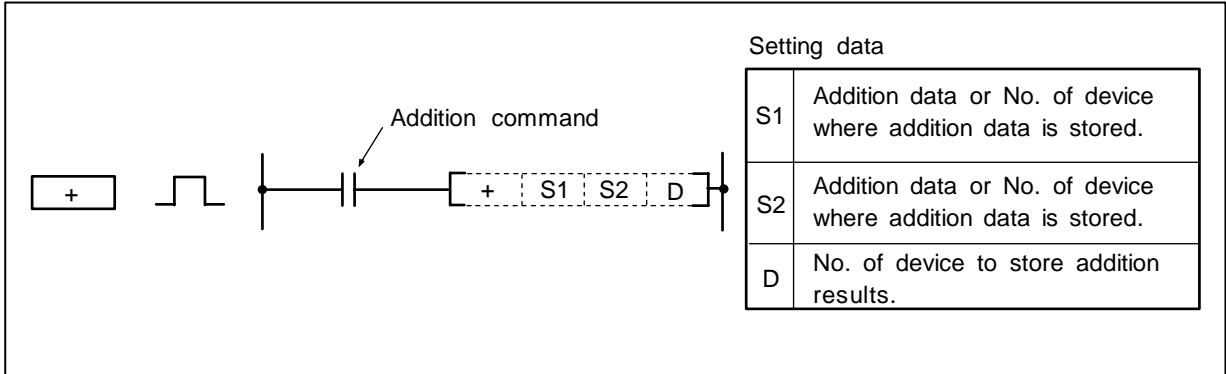 Setting data
Addition command
+
+ S1 S2 D
S1
Addition data or No. of device
where addition data is stored.
S2
Addition data or No. of device
where addition data is stored.
D
No. of device to store addition
results.